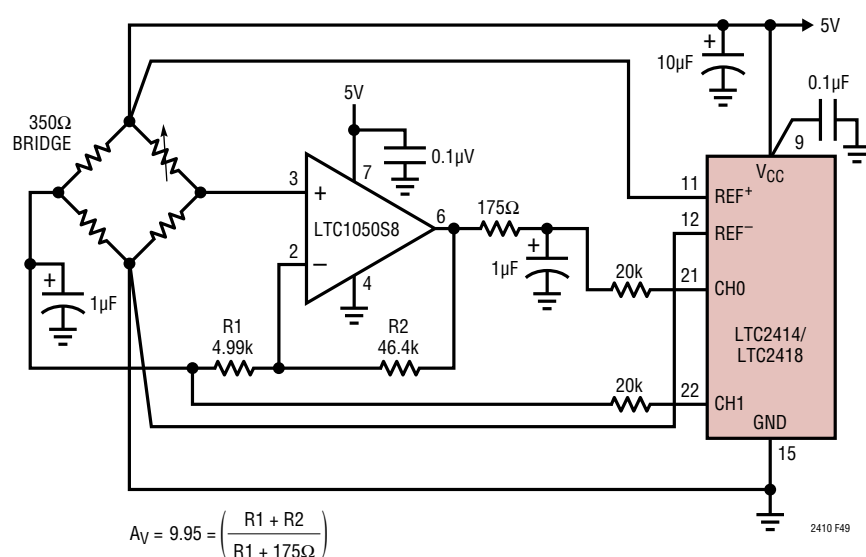 5V
10µF
+
0.1µF
350Ω
BRIDGE
5V
0.1µV
7
9
VCC
3
+
11
REF+
LTC1050S8
6
175Ω
12
REF−
2
−
4
+
1µF
20k
21
CH0
+
1µF
R1
4.99k
R2
46.4k
LTC2414/
LTC2418
20k
22
CH1
GND
15
AV = 9.95 = (R1 + R2 / R1 + 175Ω)
2410 F49